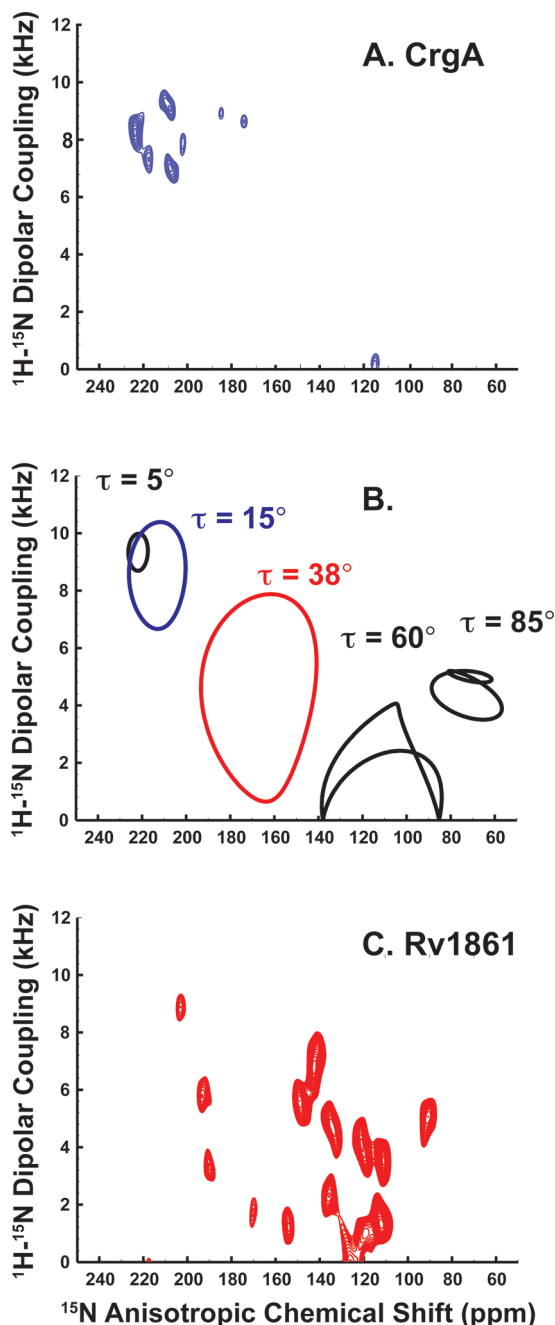 A. CrgA
¹H-¹⁵N Dipolar Coupling (kHz)
12
10
8
6
4
2
0
240 220 200 180 160 140 120 100 80 60
B.
¹H-¹⁵N Dipolar Coupling (kHz)
12
10
8
6
4
2
0
τ = 5°
τ = 15°
τ = 38°
τ = 60°
τ = 85°
240 220 200 180 160 140 120 100 80 60
C. Rv1861
¹H-¹⁵N Dipolar Coupling (kHz)
12
10
8
6
4
2
0
240 220 200 180 160 140 120 100 80 60
¹⁵N Anisotropic Chemical Shift (ppm)